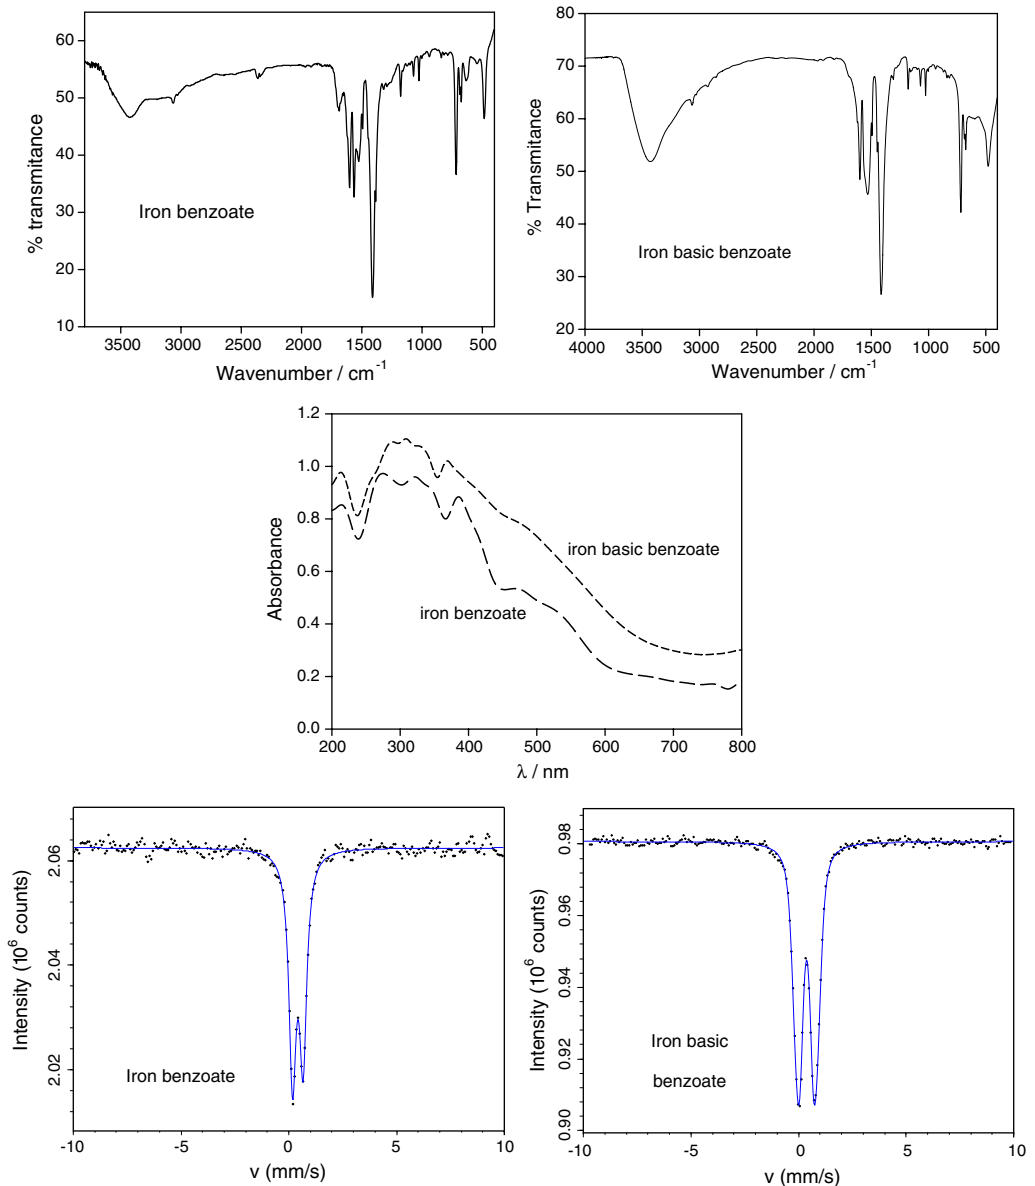 60
50
40
30
20
10
% transmitance
Iron benzoate
3500 3000 2500 2000 1500 1000 500
Wavenumber / cm-1
80
70
60
50
40
30
20
% Transmitance
Iron basic benzoate
4000 3500 3000 2500 2000 1500 1000 500
Wavenumber / cm-1
1.2
1.0
0.8
0.6
0.4
0.2
0.0
Absorbance
iron basic benzoate
iron benzoate
200 300 400 500 600 700 800
λ / nm
2.06
2.04
2.02
Intensity (10⁶ counts)
Iron benzoate
-10 -5 0 5 10
v (mm/s)
0.98
0.96
0.94
0.92
0.90
Intensity (10⁶ counts)
Iron basic
benzoate
-10 -5 0 5 10
v (mm/s)